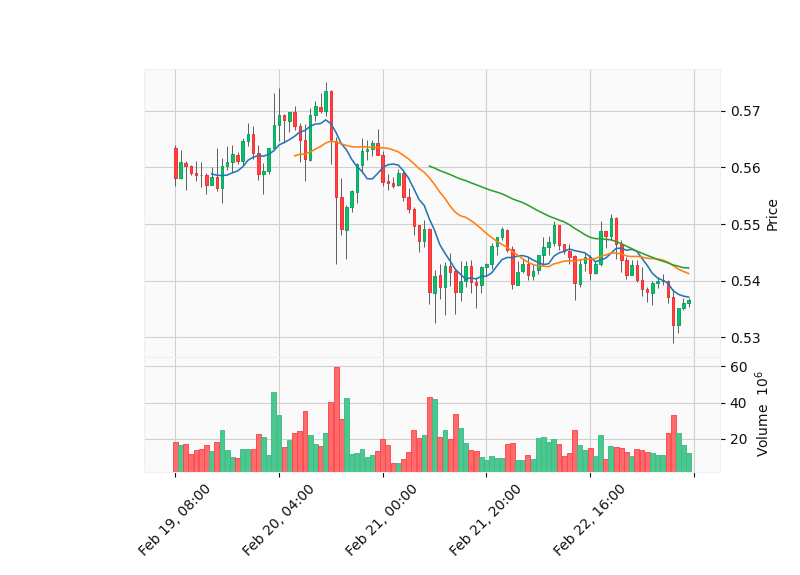 0.57
0.56
0.55
0.54
0.53
Price
60
40
20
Volume 10^6
Feb 19, 08:00
Feb 20, 04:00
Feb 21, 00:00
Feb 21, 20:00
Feb 22, 16:00